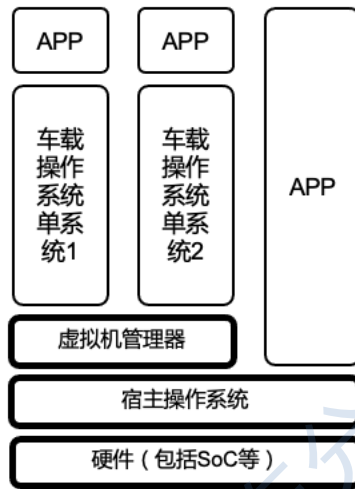 APP
APP
车载
操作
系统
单系
统1
车载
操作
系统
单系
统2
APP
虚拟机管理器
宿主操作系统
硬件（包括SoC等）